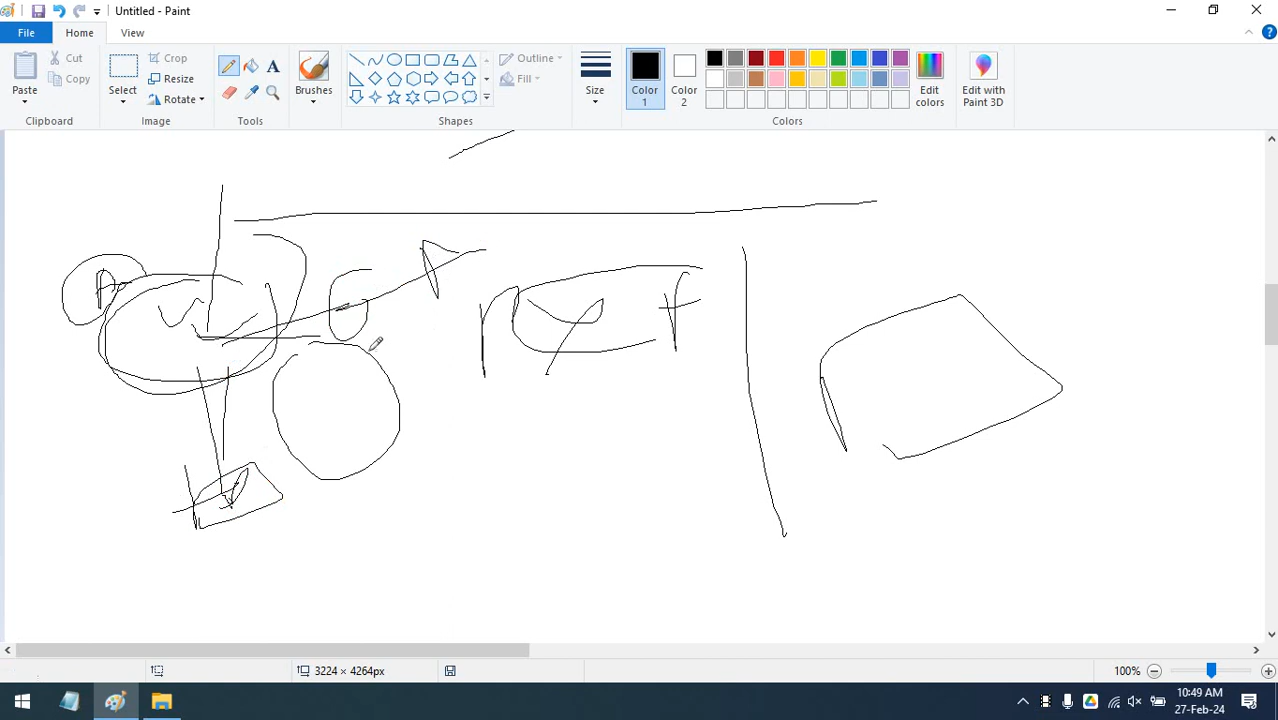 Untitled - Paint
File
Home
View
Paste
Cut
Copy
Clipboard
Select
Crop
Resize
Rotate
Image
A
Tools
Brushes
Outline
Fill
Shapes
Size
Color 1
Color 2
Edit colors
Colors
Edit with Paint 3D
3224 × 4264px
100%
10:49 AM
27-Feb-24